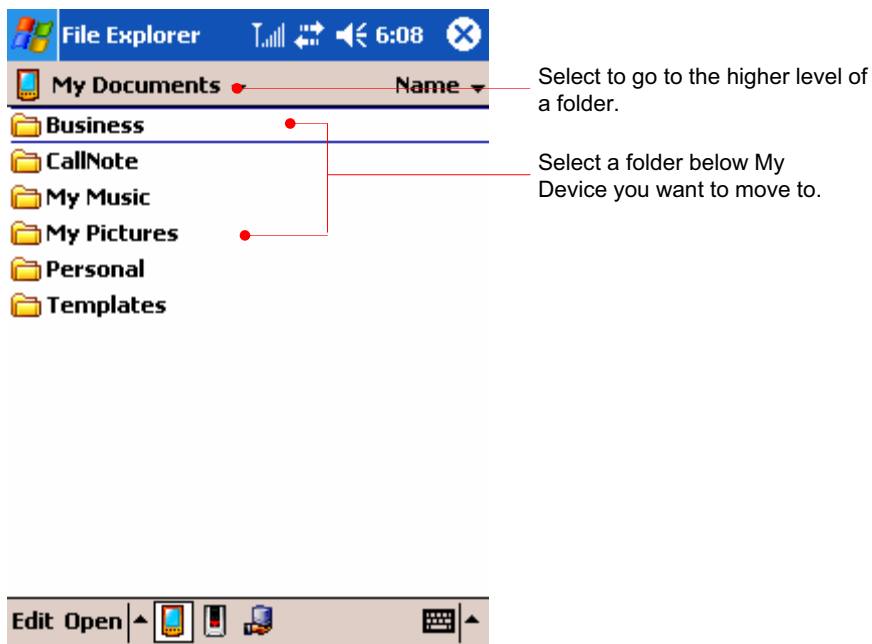 File Explorer 6:08
My Documents Name
Select to go to the higher level of
a folder.
Business
CallNote
Select a folder below My
Device you want to move to.
My Music
My Pictures
Personal
Templates
Edit Open